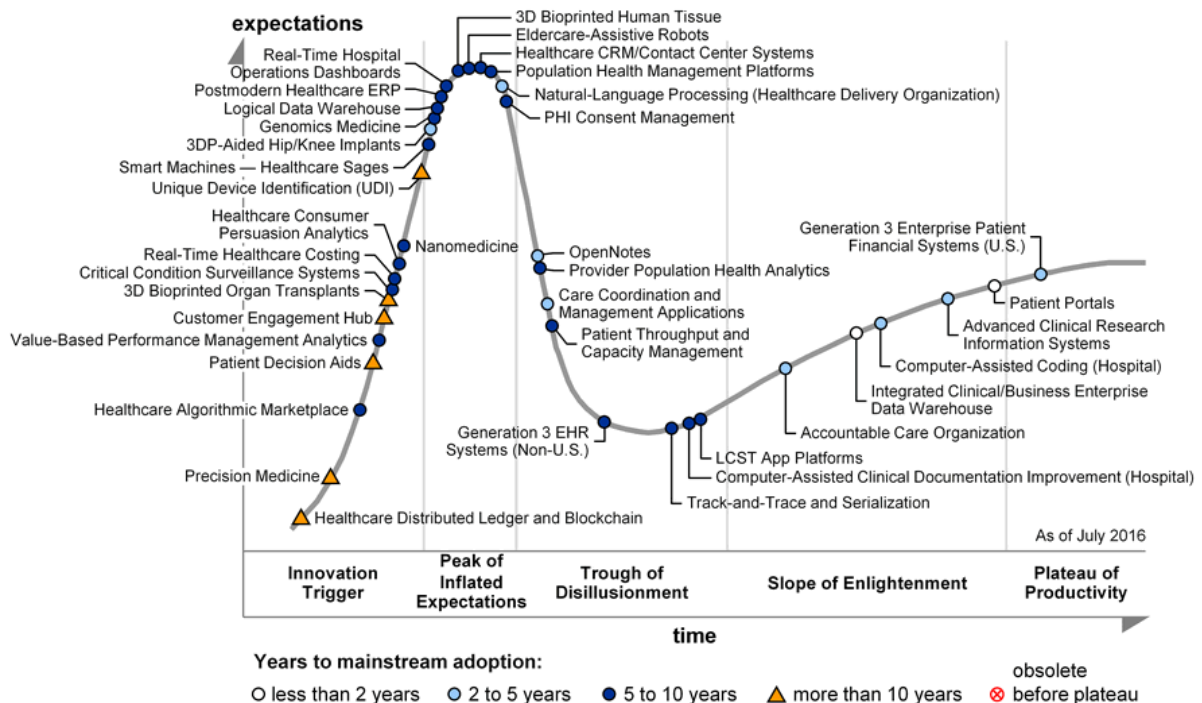 expectations
3D Bioprinted Human Tissue
Eldercare-Assistive Robots
Healthcare CRM/Contact Center Systems
Population Health Management Platforms
Natural-Language Processing (Healthcare Delivery Organization)
PHI Consent Management
Real-Time Hospital
Operations Dashboards
Postmodern Healthcare ERP
Logical Data Warehouse
Genomics Medicine
3DP-Aided Hip/Knee Implants
Smart Machines — Healthcare Sages
Unique Device Identification (UDI)
Healthcare Consumer
Persuasion Analytics
Nanomedicine
Real-Time Healthcare Costing
Critical Condition Surveillance Systems
3D Bioprinted Organ Transplants
Customer Engagement Hub
Value-Based Performance Management Analytics
Patient Decision Aids
Healthcare Algorithmic Marketplace
Precision Medicine
Healthcare Distributed Ledger and Blockchain
OpenNotes
Provider Population Health Analytics
Care Coordination and
Management Applications
Patient Throughput and
Capacity Management
Generation 3 EHR
Systems (Non-U.S.)
LCST App Platforms
Computer-Assisted Clinical Documentation Improvement (Hospital)
Track-and-Trace and Serialization
Generation 3 Enterprise Patient
Financial Systems (U.S.)
Patient Portals
Advanced Clinical Research
Information Systems
Computer-Assisted Coding (Hospital)
Integrated Clinical/Business Enterprise
Data Warehouse
Accountable Care Organization
As of July 2016
Innovation
Trigger
Peak of
Inflated
Expectations
Trough of
Disillusionment
Slope of Enlightenment
Plateau of
Productivity
time
Years to mainstream adoption:
less than 2 years
2 to 5 years
5 to 10 years
more than 10 years
obsolete
before plateau